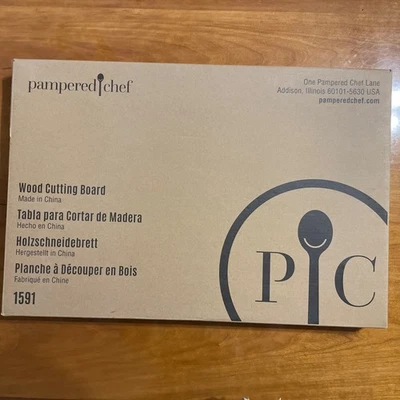 pampered chef
One Pampered Chef Lane
Addison, Illinois 60101-5630 USA
pamperedchef.com
Wood Cutting Board
Made in China
Tabla para Cortar de Madera
Hecho en China
Holzschneidebrett
Hergestellt in China
Planche à Découper en Bois
Fabriqué en Chine
1591
P C